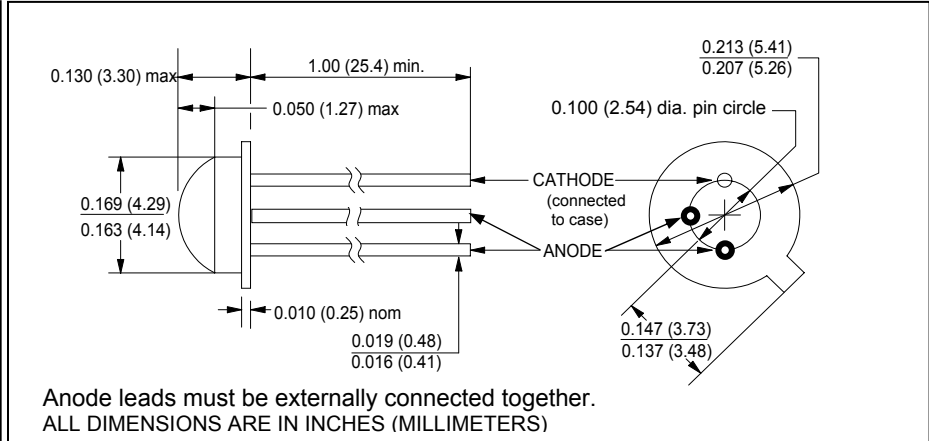 0.130 (3.30) max
1.00 (25.4) min.
0.213 (5.41)
0.207 (5.26)
0.050 (1.27) max
0.100 (2.54) dia. pin circle
CATHODE
(connected
to case)
0.169 (4.29)
0.163 (4.14)
ANODE
0.010 (0.25) nom
0.019 (0.48)
0.016 (0.41)
0.147 (3.73)
0.137 (3.48)
Anode leads must be externally connected together.
ALL DIMENSIONS ARE IN INCHES (MILLIMETERS)